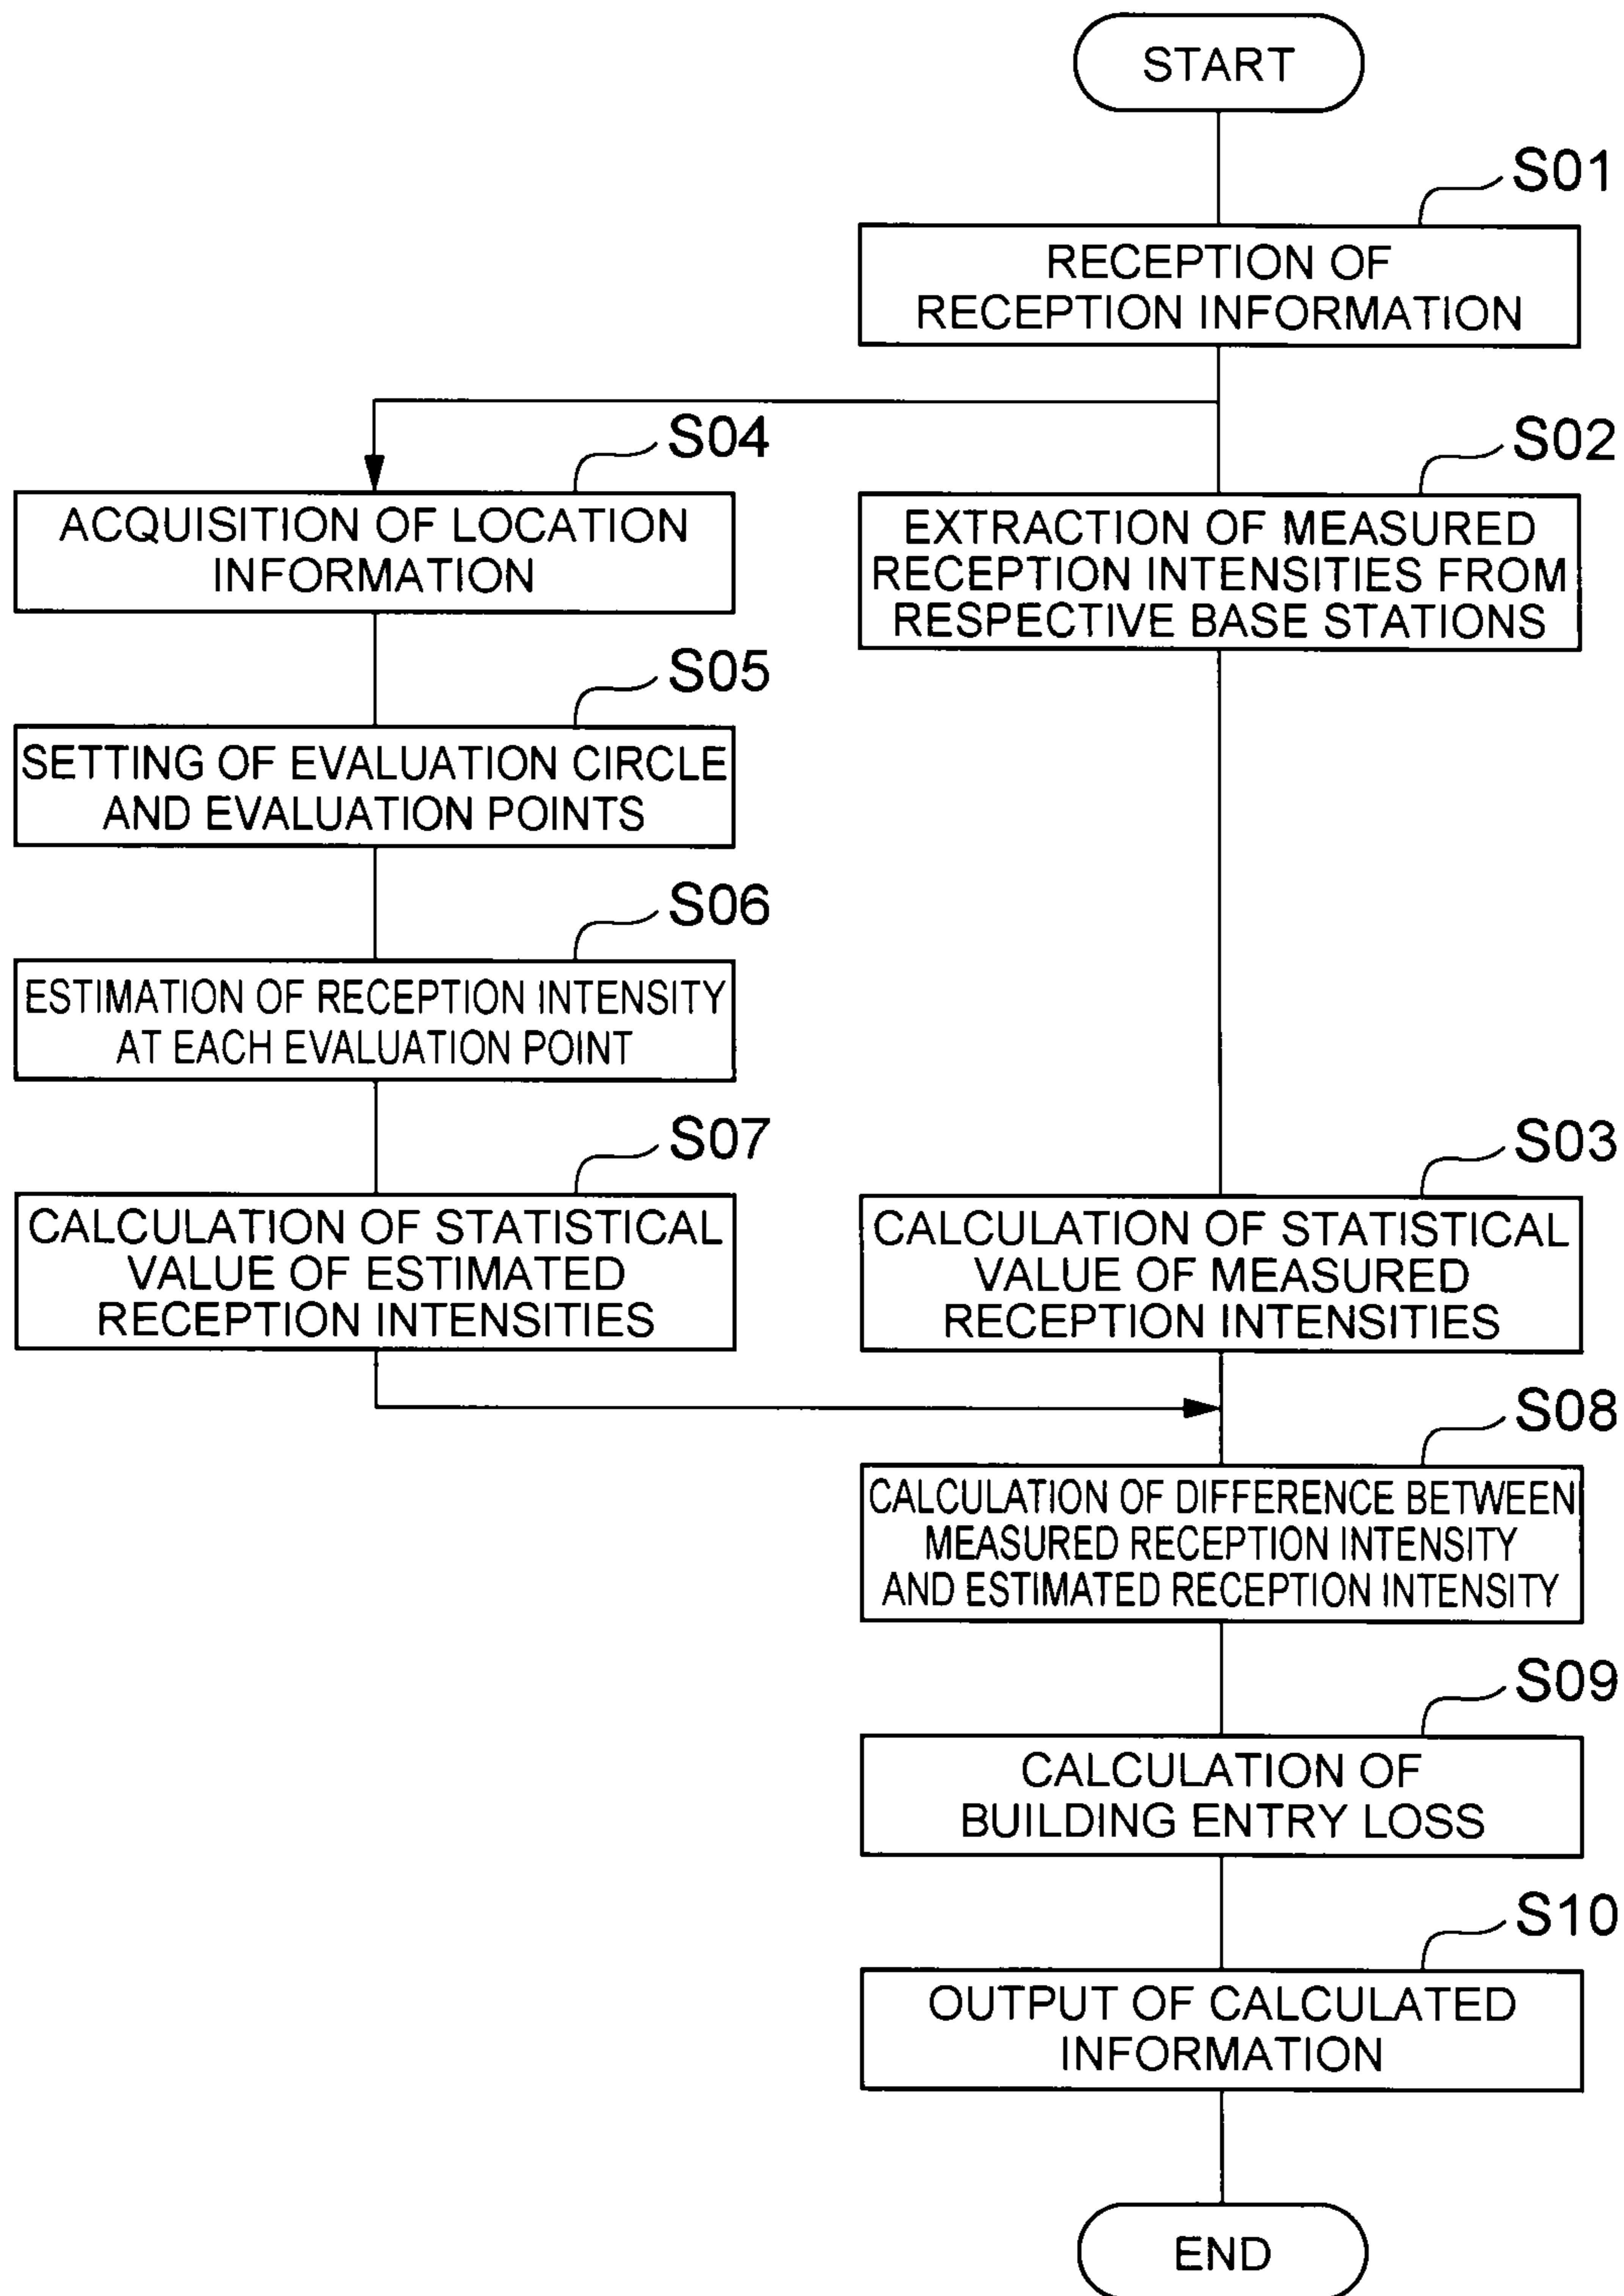 START
S01
RECEPTION OF
RECEPTION INFORMATION
S04
ACQUISITION OF LOCATION
INFORMATION
S02
EXTRACTION OF MEASURED
RECEPTION INTENSITIES FROM
RESPECTIVE BASE STATIONS
S05
SETTING OF EVALUATION CIRCLE
AND EVALUATION POINTS
S06
ESTIMATION OF RECEPTION INTENSITY
AT EACH EVALUATION POINT
S07
CALCULATION OF STATISTICAL
VALUE OF ESTIMATED
RECEPTION INTENSITIES
S03
CALCULATION OF STATISTICAL
VALUE OF MEASURED
RECEPTION INTENSITIES
S08
CALCULATION OF DIFFERENCE BETWEEN
MEASURED RECEPTION INTENSITY
AND ESTIMATED RECEPTION INTENSITY
S09
CALCULATION OF
BUILDING ENTRY LOSS
S10
OUTPUT OF CALCULATED
INFORMATION
END